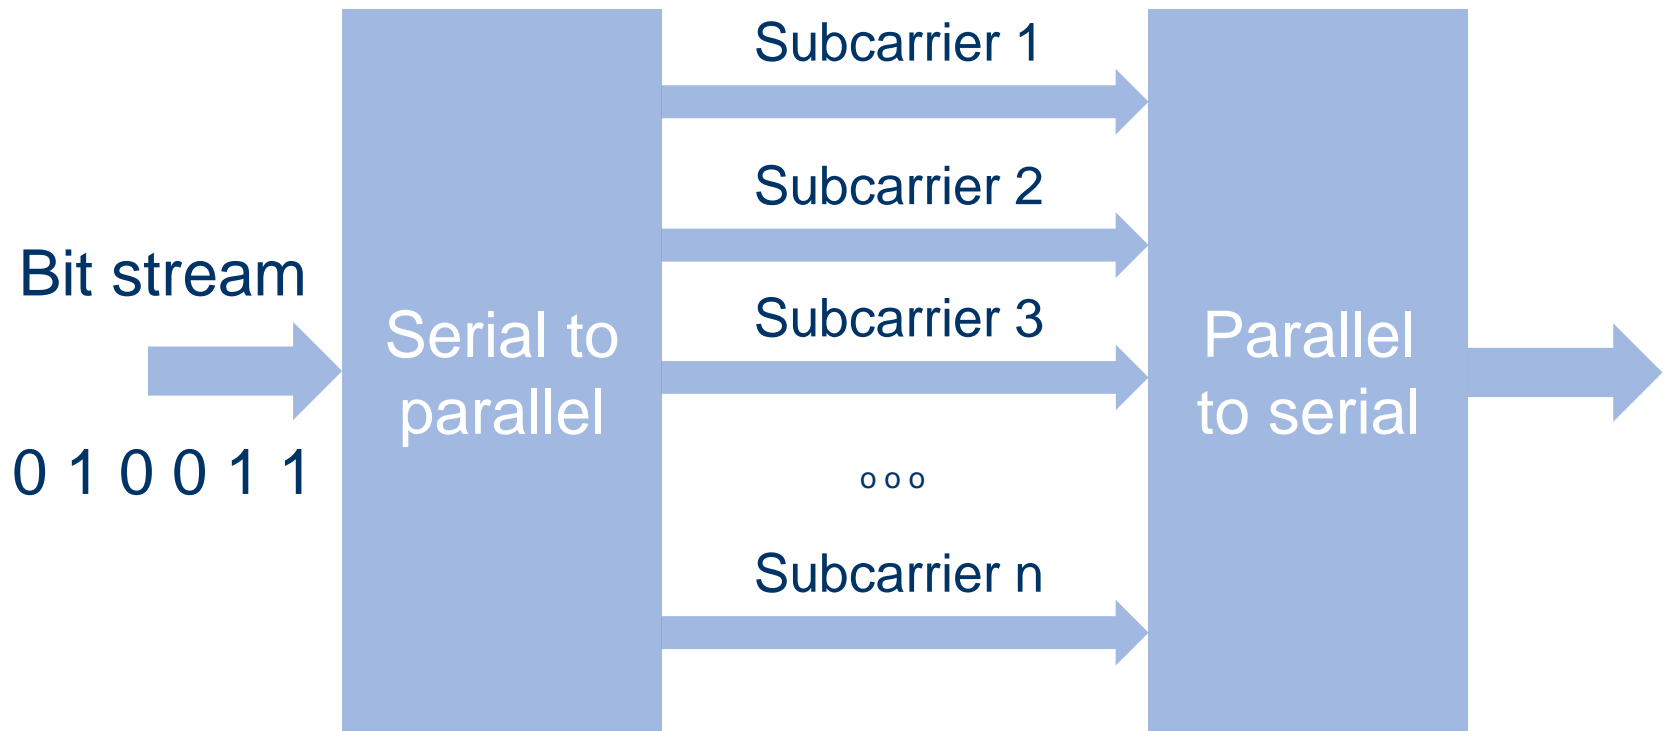 Bit stream
0 1 0 0 1 1
Serial to
parallel
Subcarrier 1
Subcarrier 2
Subcarrier 3
o o o
Subcarrier n
Parallel
to serial